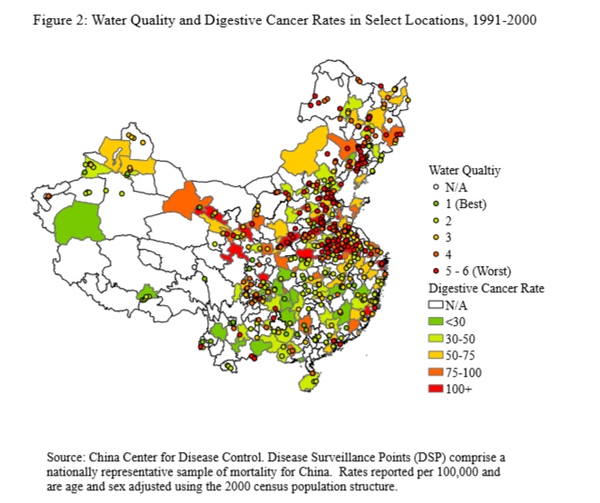 Figure 2: Water Quality and Digestive Cancer Rates in Select Locations, 1991-2000
Water Qualtiy
N/A
1 (Best)
2
3
4
5 - 6 (Worst)
Digestive Cancer Rate
N/A
<30
30-50
50-75
75-100
100+
Source: China Center for Disease Control. Disease Surveillance Points (DSP) comprise a
nationally representative sample of mortality for China. Rates reported per 100,000 and
are age and sex adjusted using the 2000 census population structure.